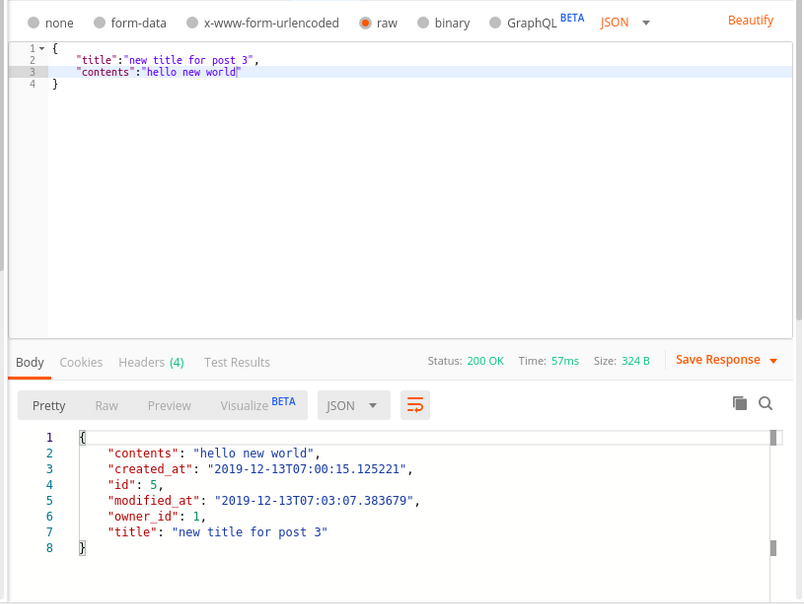 none form-data x-www-form-urlencoded raw binary GraphQL BETA JSON Beautify
1 {
2 "title":"new title for post 3",
3 "contents":"hello new world"
4 }
Body Cookies Headers (4) Test Results Status: 200 OK Time: 57ms Size: 324 B Save Response
Pretty Raw Preview Visualize BETA JSON
1 {
2 "contents": "hello new world",
3 "created_at": "2019-12-13T07:00:15.125221",
4 "id": 5,
5 "modified_at": "2019-12-13T07:03:07.383679",
6 "owner_id": 1,
7 "title": "new title for post 3"
8 }